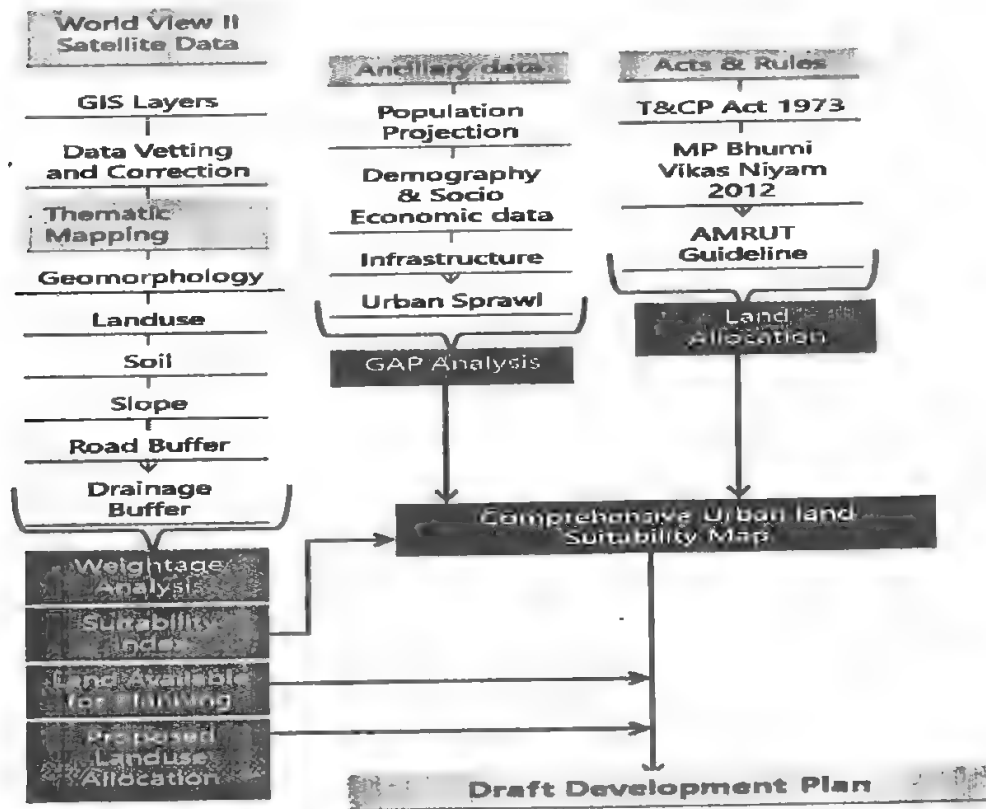 World View II
Satellite Data
GIS Layers
Data Vetting
and Correction
Thematic
Mapping
Geomorphology
Landuse
Soil
Slope
Road Buffer
Drainage
Buffer
Weightage
Analysis
Suitability
Index
Land Available
for Planning
Proposed
Landuse
Allocation
Ancillary data
Population
Projection
Demography
& Socio
Economic data
Infrastructure
Urban Sprawl
GAP Analysis
Acts & Rules
T&CP Act 1973
MP Bhumi
Vikas Niyam
2012
AMRUT
Guideline
Land
Allocation
Comprehensive Urban land
Suitability Map
Draft Development Plan